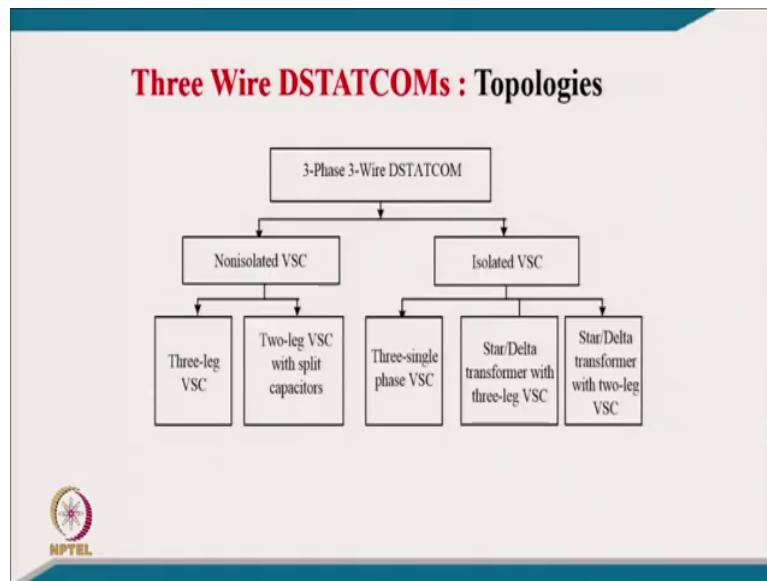 Three Wire DSTATCOMs : Topologies
3-Phase 3-Wire DSTATCOM
Nonisolated VSC
Isolated VSC
Three-leg
VSC
Two-leg VSC
with split
capacitors
Three-single
phase VSC
Star/Delta
transformer with
three-leg VSC
Star/Delta
transformer
with two-leg
VSC
NPTEL